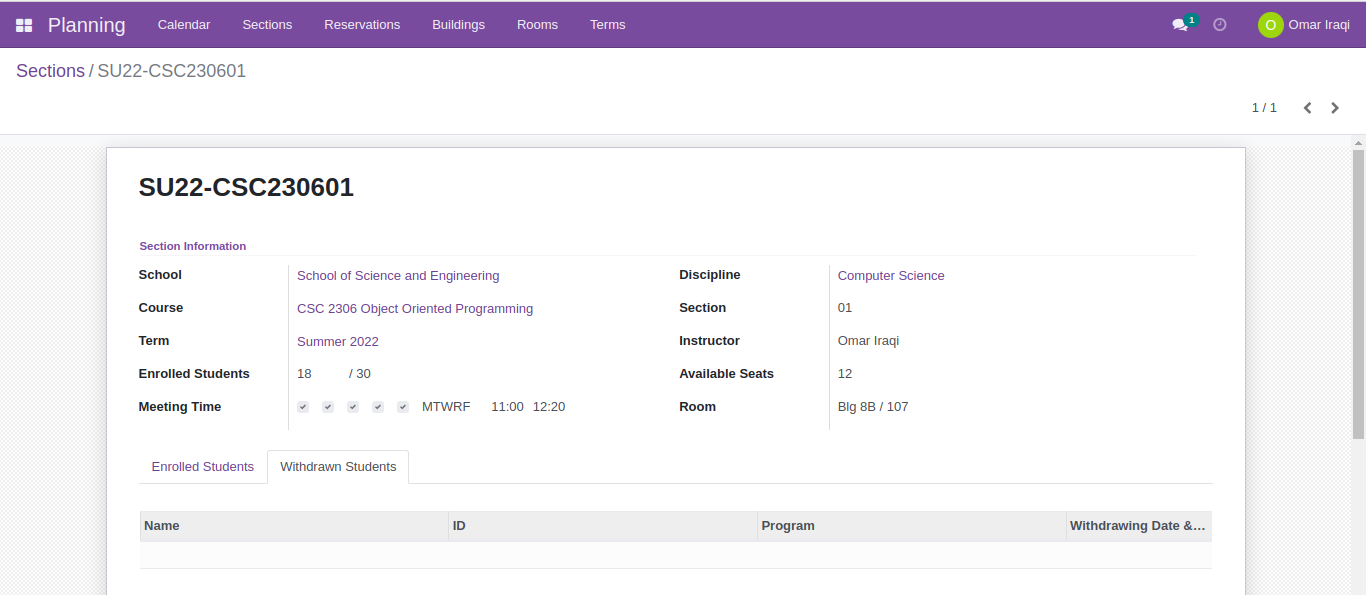 Planning Calendar Sections Reservations Buildings Rooms Terms 1 O Omar Iraqi
Sections / SU22-CSC230601
1 / 1
SU22-CSC230601
Section Information
School School of Science and Engineering Discipline Computer Science
Course CSC 2306 Object Oriented Programming Section 01
Term Summer 2022 Instructor Omar Iraqi
Enrolled Students 18 / 30 Available Seats 12
Meeting Time MTWRF 11:00 12:20 Room Blg 8B / 107
Enrolled Students Withdrawn Students
Name ID Program Withdrawing Date &...